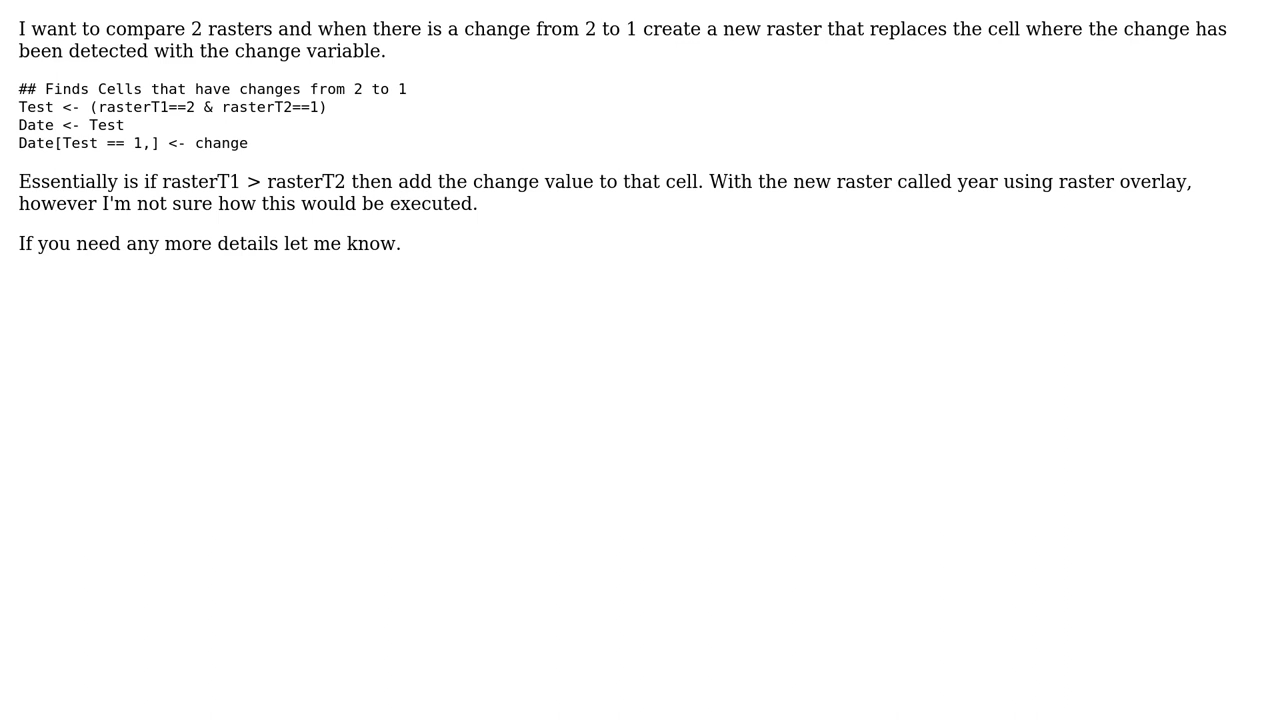 I want to compare 2 rasters and when there is a change from 2 to 1 create a new raster that replaces the cell where the change has
been detected with the change variable.
## Finds Cells that have changes from 2 to 1
Test <- (rasterT1==2 & rasterT2==1)
Date <- Test
Date[Test == 1,] <- change
Essentially is if rasterT1 > rasterT2 then add the change value to that cell. With the new raster called year using raster overlay,
however I'm not sure how this would be executed.
If you need any more details let me know.